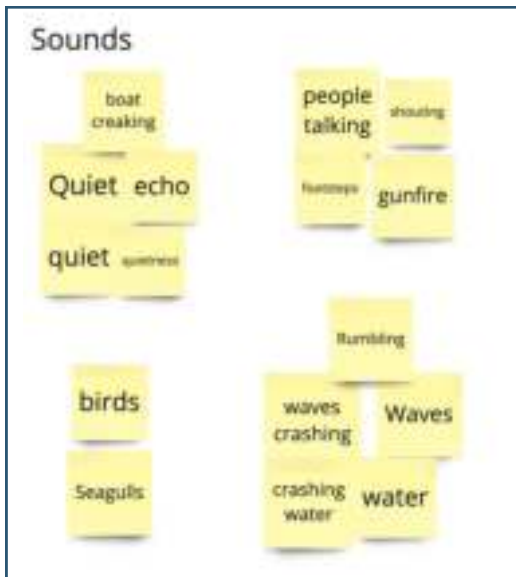 Sounds
boat
creaking
Quiet
echo
quiet
quietness
people
talking
shouting
footsteps
gunfire
birds
Seagulls
Rumbling
waves
crashing
Waves
crashing
water
water